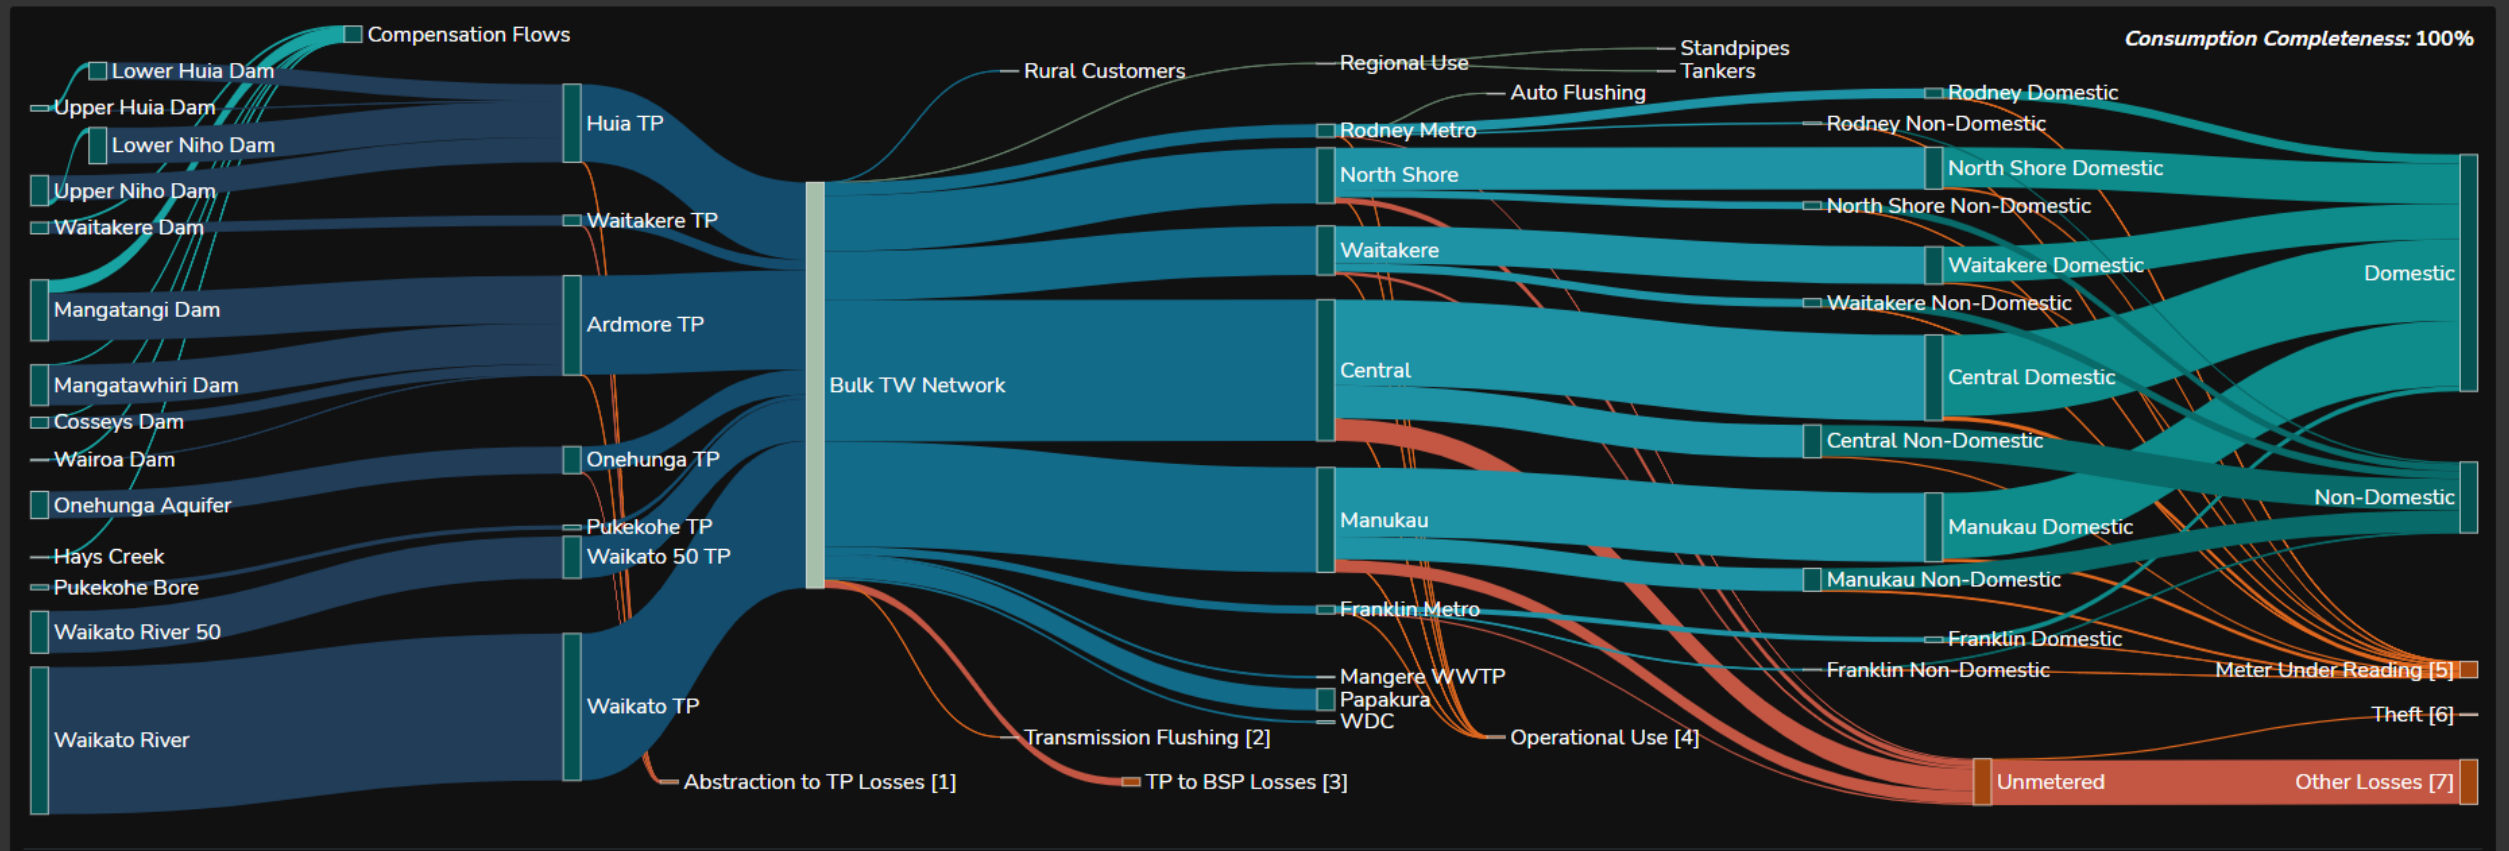 Compensation Flows
Consumption Completeness: 100%
Lower Huia Dam
Upper Huia Dam
Lower Niho Dam
Upper Niho Dam
Waitakere Dam
Mangatangi Dam
Mangatawhiri Dam
Cosseys Dam
Wairoa Dam
Onehunga Aquifer
Hays Creek
Pukekohe Bore
Waikato River 50
Waikato River
Huia TP
Waitakere TP
Ardmore TP
Onehunga TP
Pukekohe TP
Waikato 50 TP
Waikato TP
Abstraction to TP Losses [1]
Bulk TW Network
Rural Customers
Transmission Flushing [2]
TP to BSP Losses [3]
Regional Use
Rodney Metro
North Shore
Waitakere
Central
Manukau
Franklin Metro
Mangere WWTP
Papakura
WDC
Standpipes
Tankers
Auto Flushing
Operational Use [4]
Rodney Domestic
Rodney Non-Domestic
North Shore Domestic
North Shore Non-Domestic
Waitakere Domestic
Waitakere Non-Domestic
Central Domestic
Central Non-Domestic
Manukau Domestic
Manukau Non-Domestic
Franklin Domestic
Franklin Non-Domestic
Unmetered
Domestic
Non-Domestic
Meter Under Reading [5]
Theft [6]
Other Losses [7]